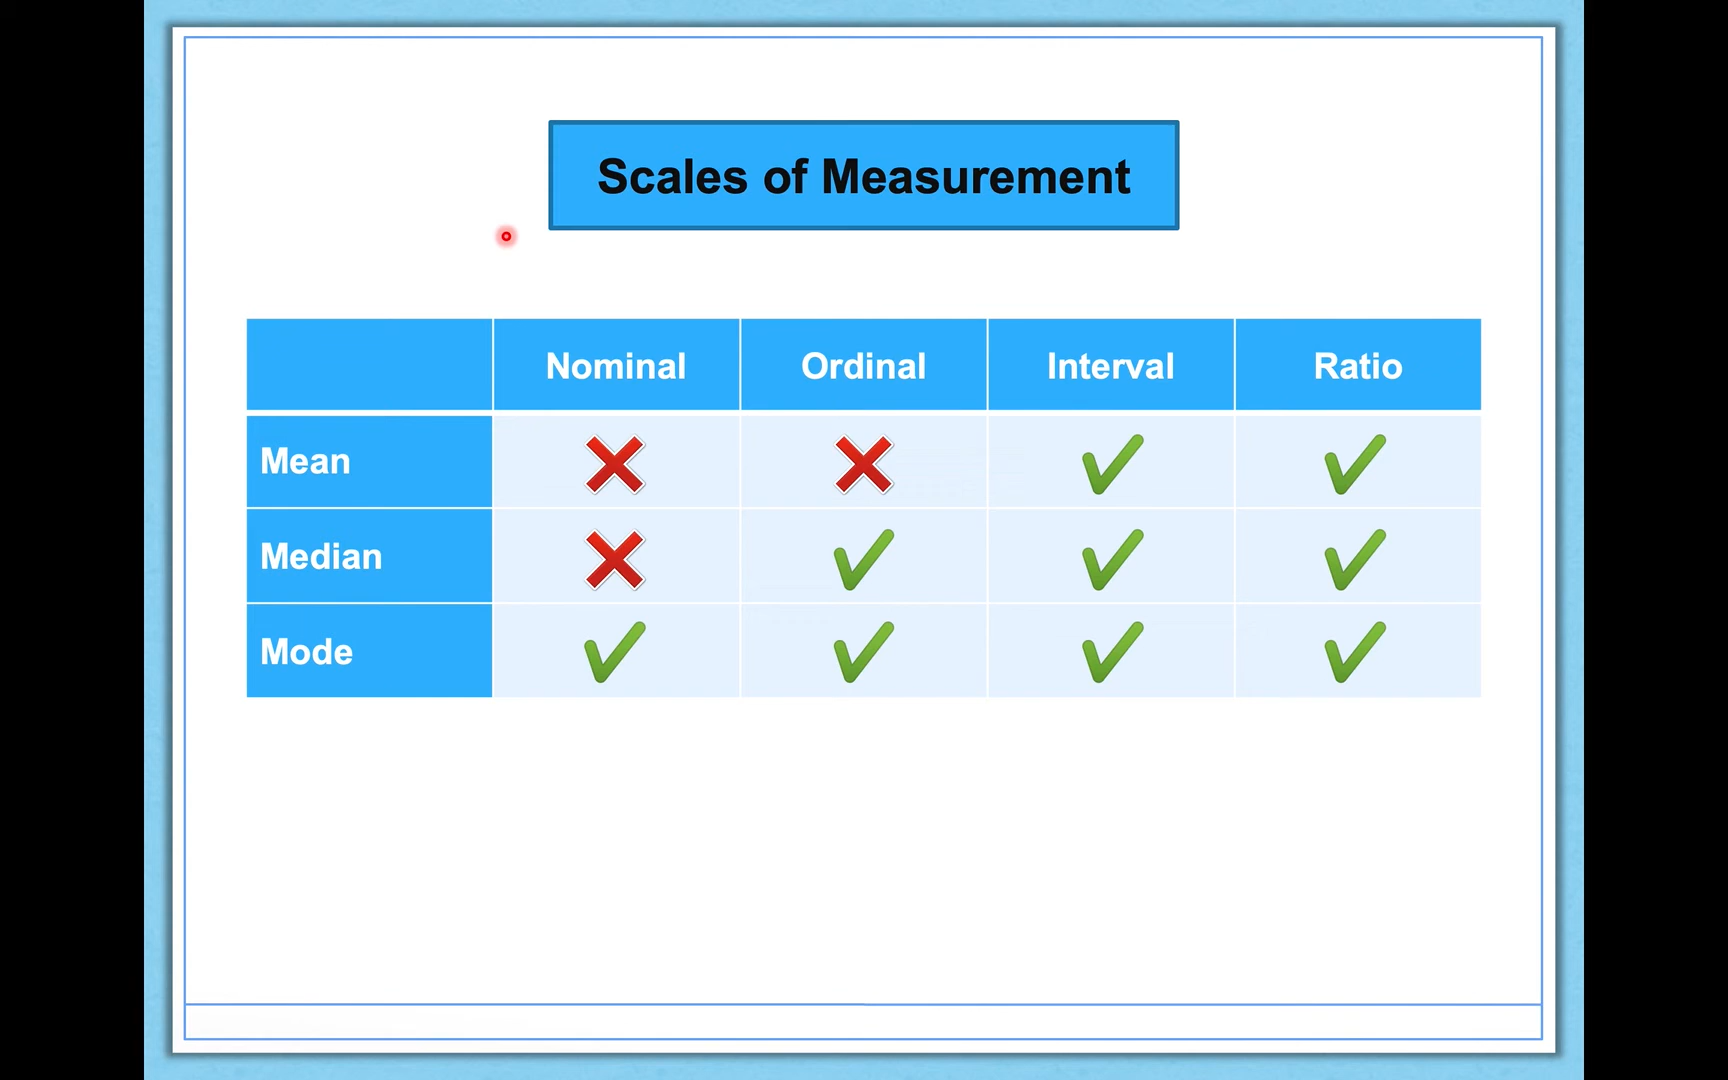 Scales of Measurement
Nominal Ordinal Interval Ratio
Mean
Median
Mode